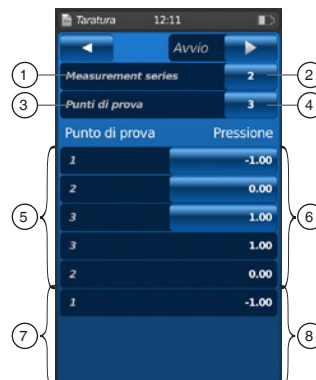 Taratura 12:11
Avvio
1 Measurement series 2 2
3 Punti di prova 3 4
Punto di prova Pressione
1 -1.00
2 0.00
5 3 1.00 6
3 1.00
2 0.00
1 -1.00
7 8